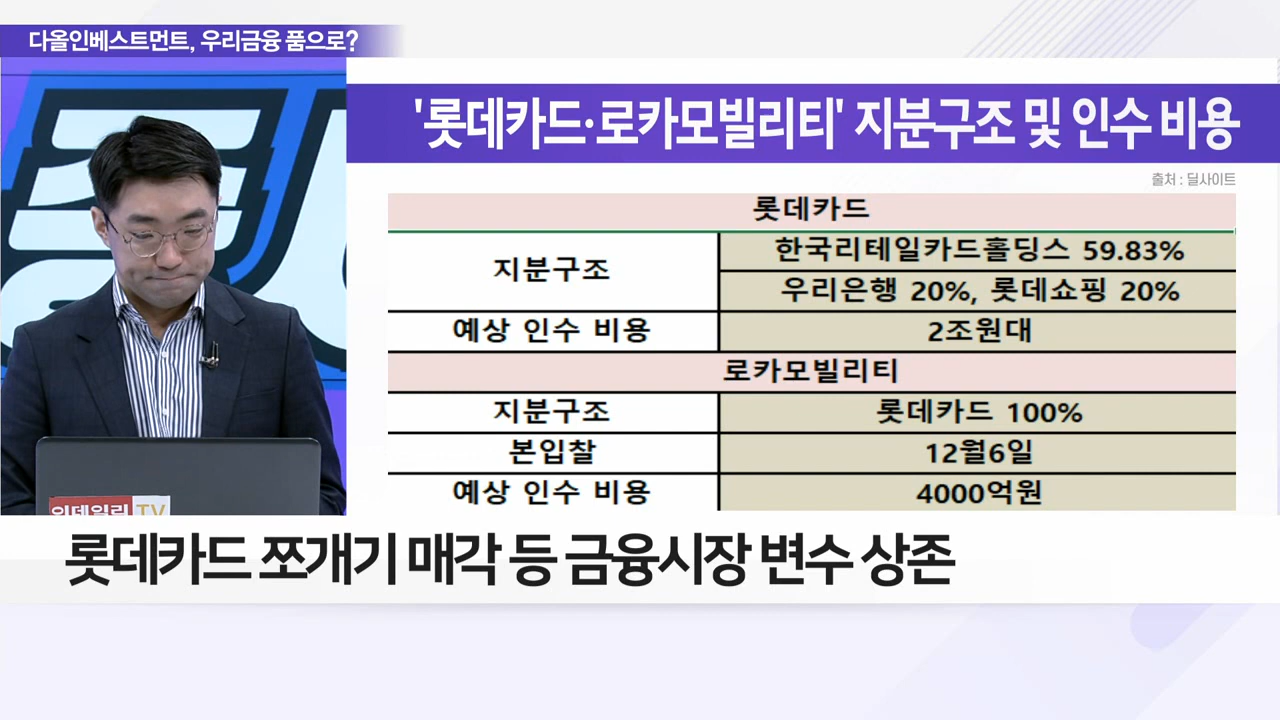 다올인베스트먼트, 우리금융 품으로?
'롯데카드·로카모빌리티' 지분구조 및 인수 비용
출처 : 딜사이트
롯데카드
지분구조
한국리테일카드홀딩스 59.83%
우리은행 20%, 롯데쇼핑 20%
예상 인수 비용
2조원대
로카모빌리티
지분구조
롯데카드 100%
본입찰
12월6일
예상 인수 비용
4000억원
이데일리 TV
롯데카드 쪼개기 매각 등 금융시장 변수 상존